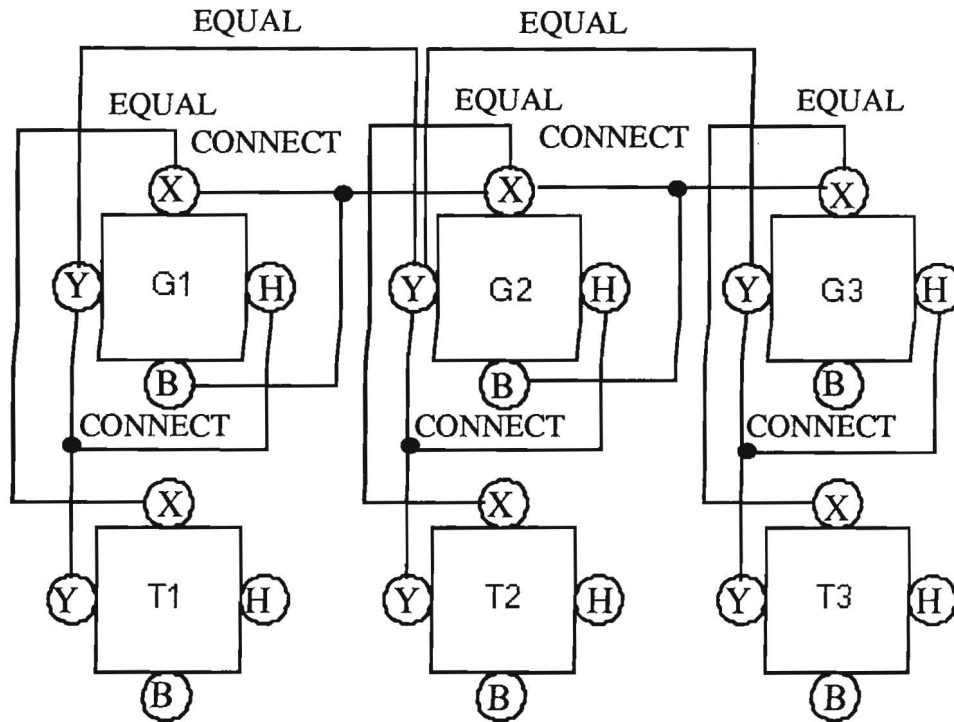 EQUAL EQUAL
EQUAL EQUAL EQUAL
CONNECT CONNECT
X X X
Y G1 H Y G2 H Y G3 H
B B B
CONNECT CONNECT CONNECT
X X X
Y T1 H Y T2 H Y T3 H
B B B